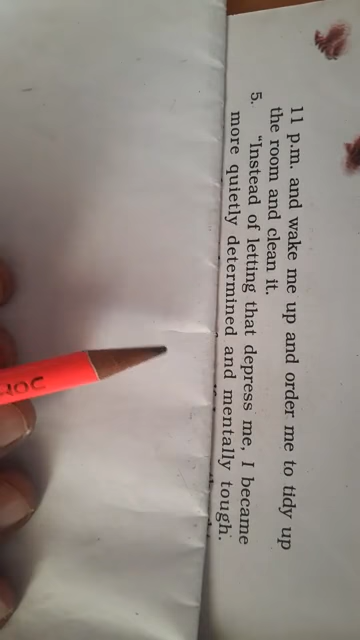 11 p.m. and wake me up and order me to tidy up
the room and clean it.
5. "Instead of letting that depress me, I became
more quietly determined and mentally tough.